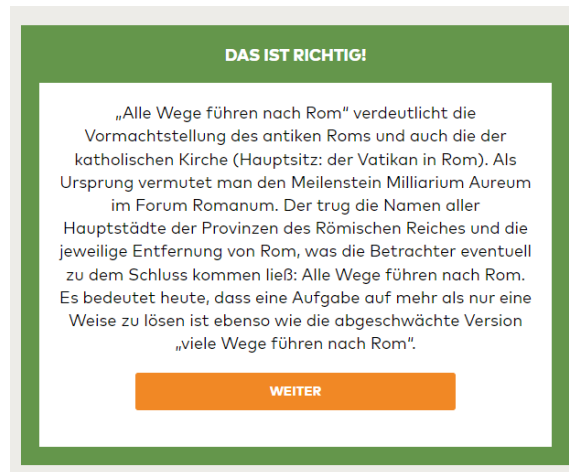 DAS IST RICHTIG!
„Alle Wege führen nach Rom“ verdeutlicht die
Vormachtstellung des antiken Roms und auch die der
katholischen Kirche (Hauptsitz: der Vatikan in Rom). Als
Ursprung vermutet man den Meilenstein Milliarium Aureum
im Forum Romanum. Der trug die Namen aller
Hauptstädte der Provinzen des Römischen Reiches und die
jeweilige Entfernung von Rom, was die Betrachter eventuell
zu dem Schluss kommen ließ: Alle Wege führen nach Rom.
Es bedeutet heute, dass eine Aufgabe auf mehr als nur eine
Weise zu lösen ist ebenso wie die abgeschwächte Version
„viele Wege führen nach Rom“.
WEITER